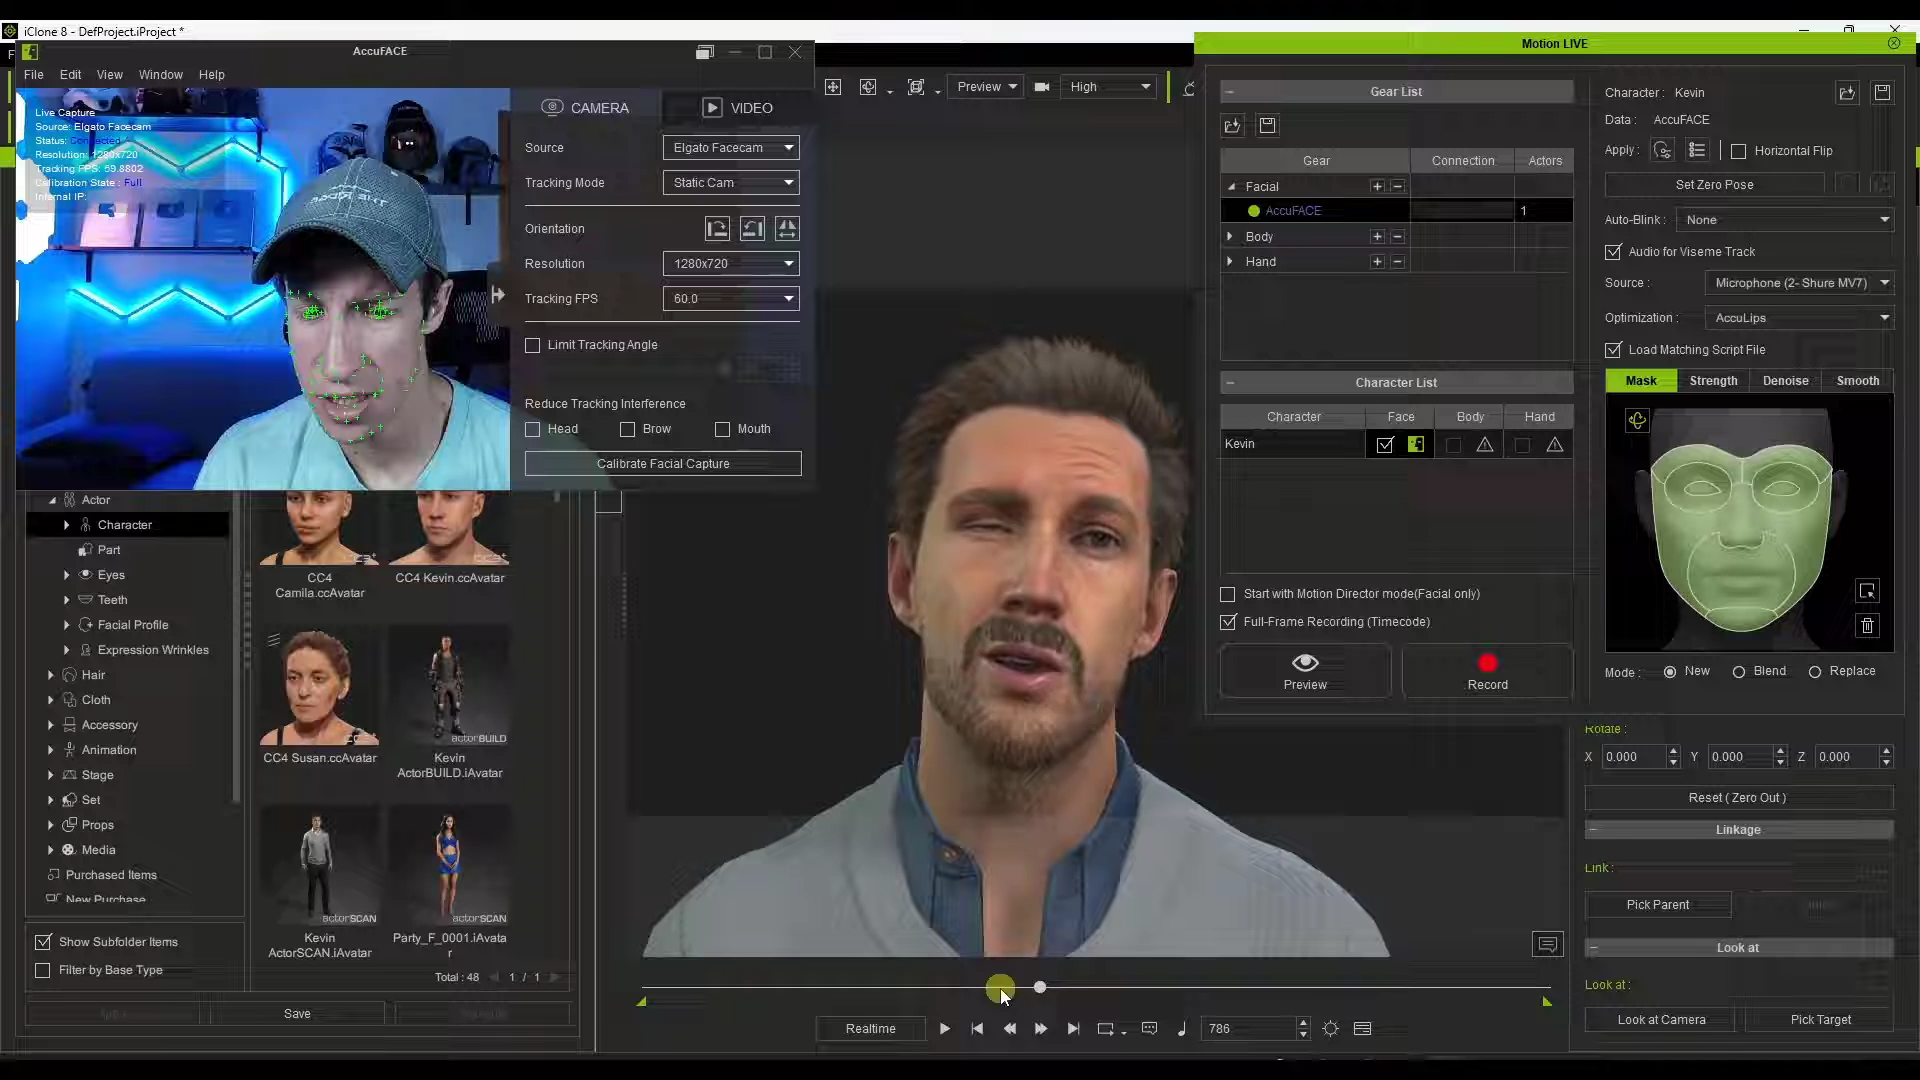 iClone 8 - DefProject.iProject *
AccuFACE
File Edit View Window Help
Live Capture
Source: Elgato Facecam
Status: Connected
Resolution: 1280x720
Tracking FPS: 59.8802
Calibration State : Full
Internal IP:
CAMERA VIDEO
Source Elgato Facecam
Tracking Mode Static Cam
Orientation
Resolution 1280x720
Tracking FPS 60.0
Limit Tracking Angle
Reduce Tracking Interference
Head Brow Mouth
Calibrate Facial Capture
Preview High
Motion LIVE
Gear List
Gear Connection Actors
Facial
AccuFACE 1
Body
Hand
Character List
Character Face Body Hand
Kevin
Start with Motion Director mode(Facial only)
Full-Frame Recording (Timecode)
Preview Record
Character : Kevin
Data : AccuFACE
Apply : Horizontal Flip
Set Zero Pose
Auto-Blink : None
Audio for Viseme Track
Source : Microphone (2- Shure MV7)
Optimization : AccuLips
Load Matching Script File
Mask Strength Denoise Smooth
Mode : New Blend Replace
Rotate :
X 0.000 Y 0.000 Z 0.000
Reset ( Zero Out )
Linkage
Link :
Pick Parent
Look at
Look at :
Look at Camera Pick Target
Actor
Character
Part
Eyes
Teeth
Facial Profile
Expression Wrinkles
Hair
Cloth
Accessory
Animation
Stage
Set
Props
Media
Purchased Items
New Purchase
Show Subfolder Items
Filter by Base Type
CC4
Camila.ccAvatar
CC4 Kevin.ccAvatar
CC4 Susan.ccAvatar
actorBUILD
Kevin
ActorBUILD.iAvatar
actorSCAN
Kevin
ActorSCAN.iAvatar
actorSCAN
Party_F_0001.iAvata
r
Total : 48 1 / 1
Save
Realtime 786